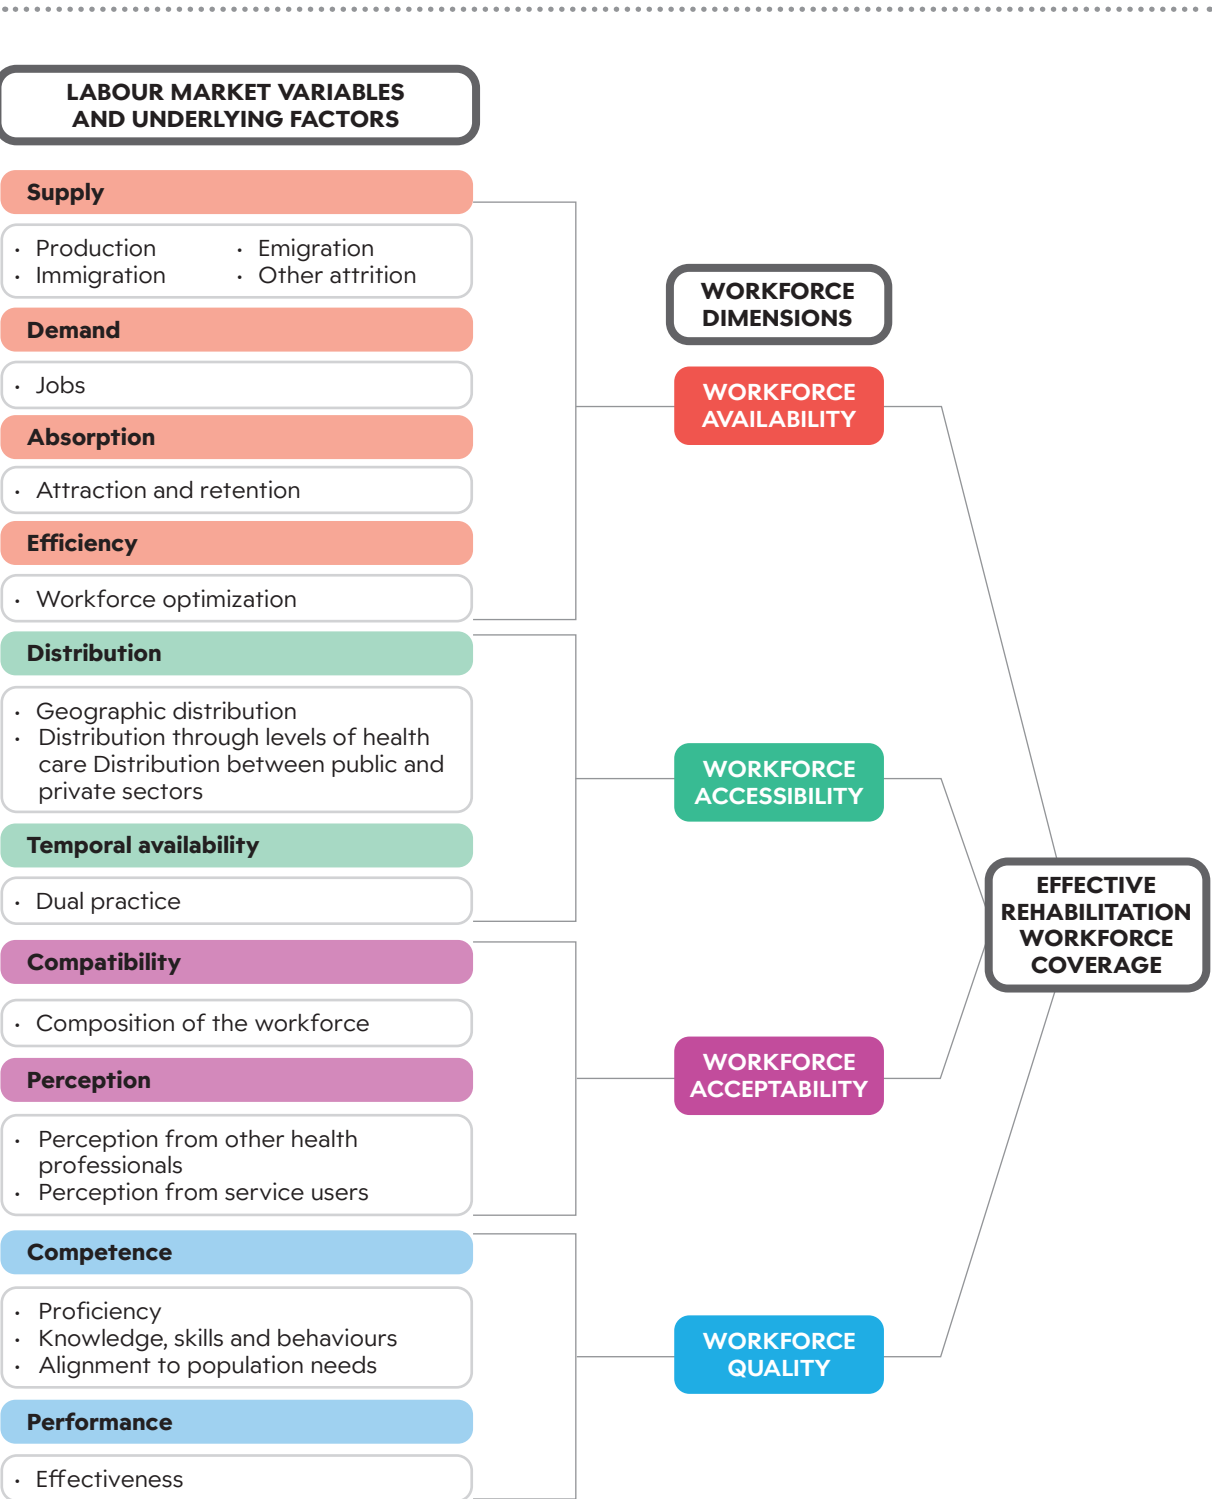 LABOUR MARKET VARIABLES
AND UNDERLYING FACTORS
Supply
· Production
· Immigration
· Emigration
· Other attrition
Demand
· Jobs
Absorption
· Attraction and retention
Efficiency
· Workforce optimization
Distribution
· Geographic distribution
· Distribution through levels of health
care Distribution between public and
private sectors
Temporal availability
· Dual practice
Compatibility
· Composition of the workforce
Perception
· Perception from other health
professionals
· Perception from service users
Competence
· Proficiency
· Knowledge, skills and behaviours
· Alignment to population needs
Performance
· Effectiveness
WORKFORCE
DIMENSIONS
WORKFORCE
AVAILABILITY
WORKFORCE
ACCESSIBILITY
WORKFORCE
ACCEPTABILITY
WORKFORCE
QUALITY
EFFECTIVE
REHABILITATION
WORKFORCE
COVERAGE